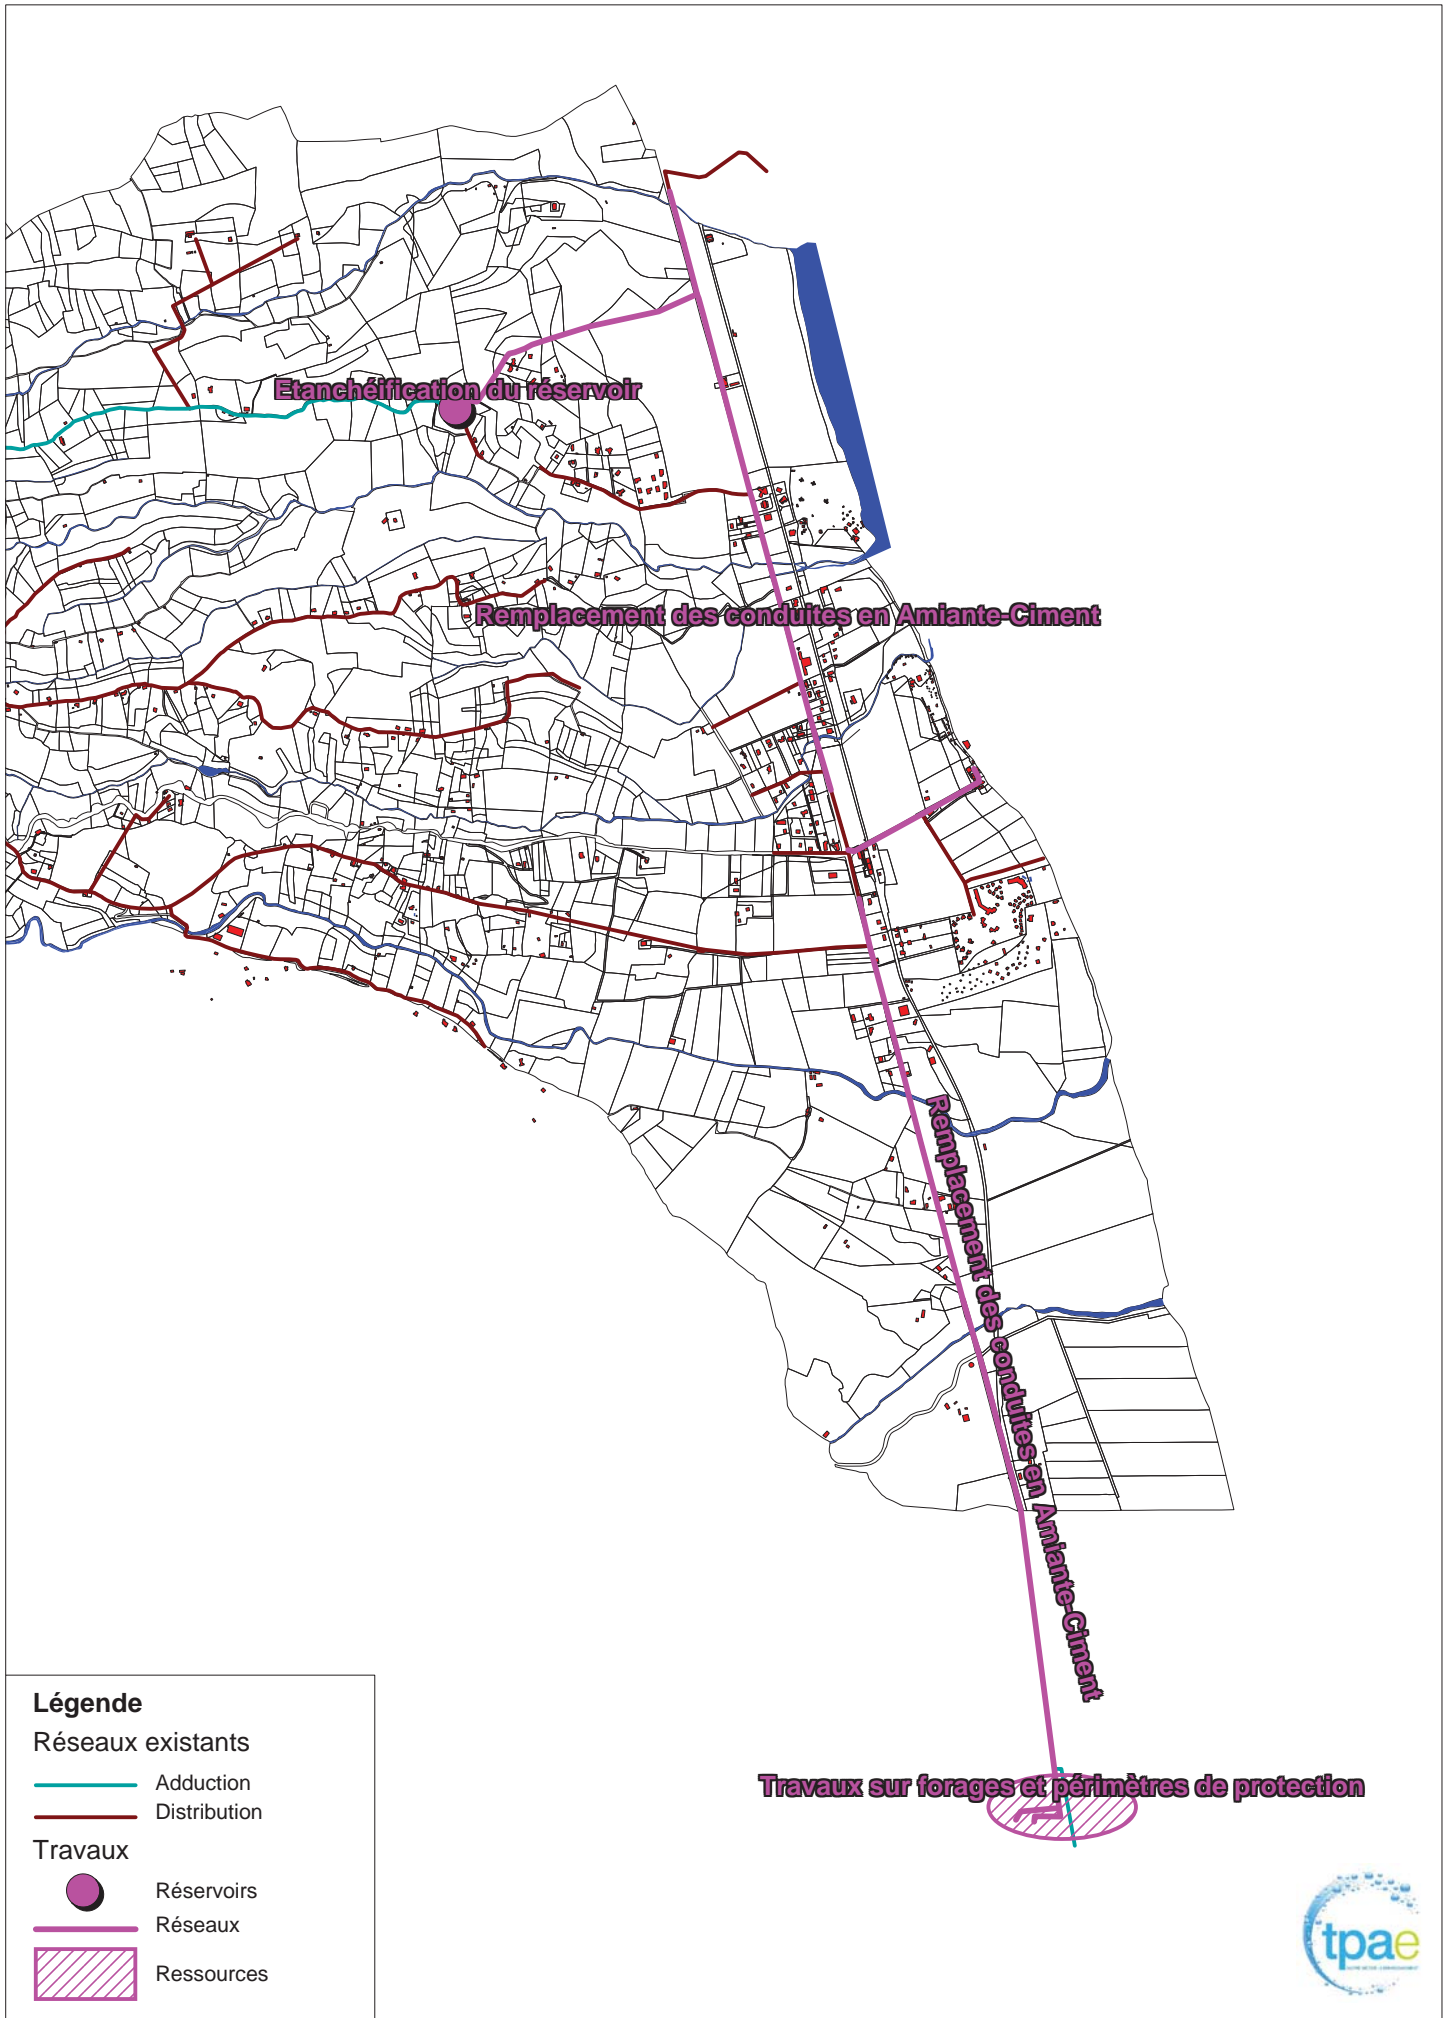 Etanchéification du réservoir
Remplacement des conduites en Amiante-Ciment
Remplacement des conduites en Amiante-Ciment
Travaux sur forages et périmètres de protection
Légende
Réseaux existants
Adduction
Distribution
Travaux
Réservoirs
Réseaux
Ressources
tpae